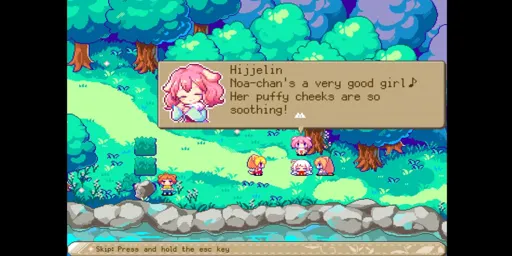 Hijjelin
Noa-chan's a very good girl♪
Her puffy cheeks are so
soothing!
Skip: Press and hold the esc key